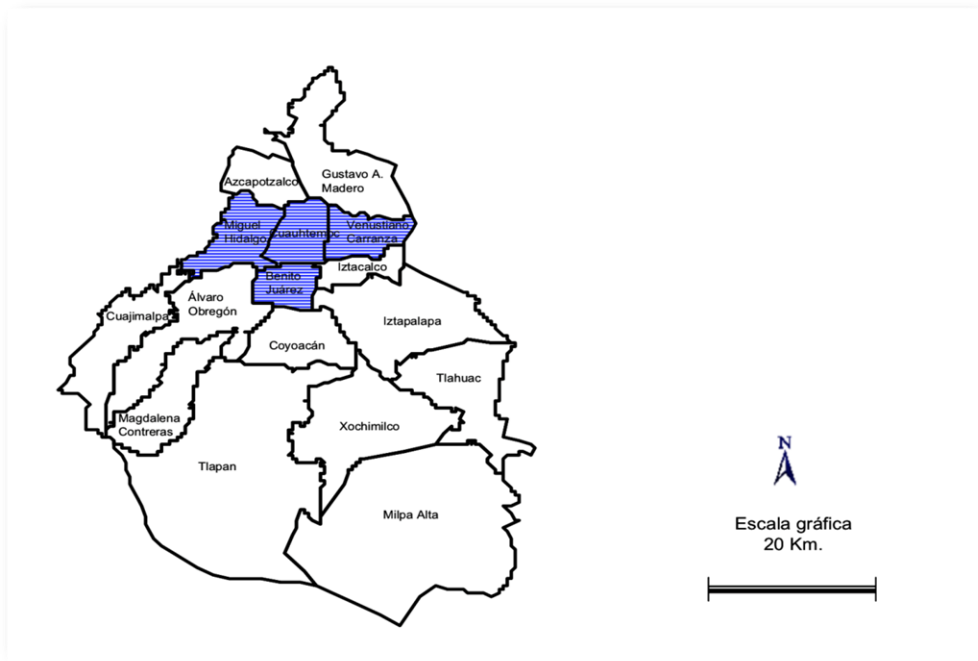 Gustavo A.
Madero
Azcapotzalco
Miguel
Hidalgo
Cuauhtemoc
Venustiano
Carranza
Iztacalco
Benito
Juárez
Álvaro
Obregón
Cuajimalpa
Iztapalapa
Coyoacán
Tlahuac
Magdalena
Contreras
Xochimilco
Tlapan
Milpa Alta
N
Escala gráfica
20 Km.